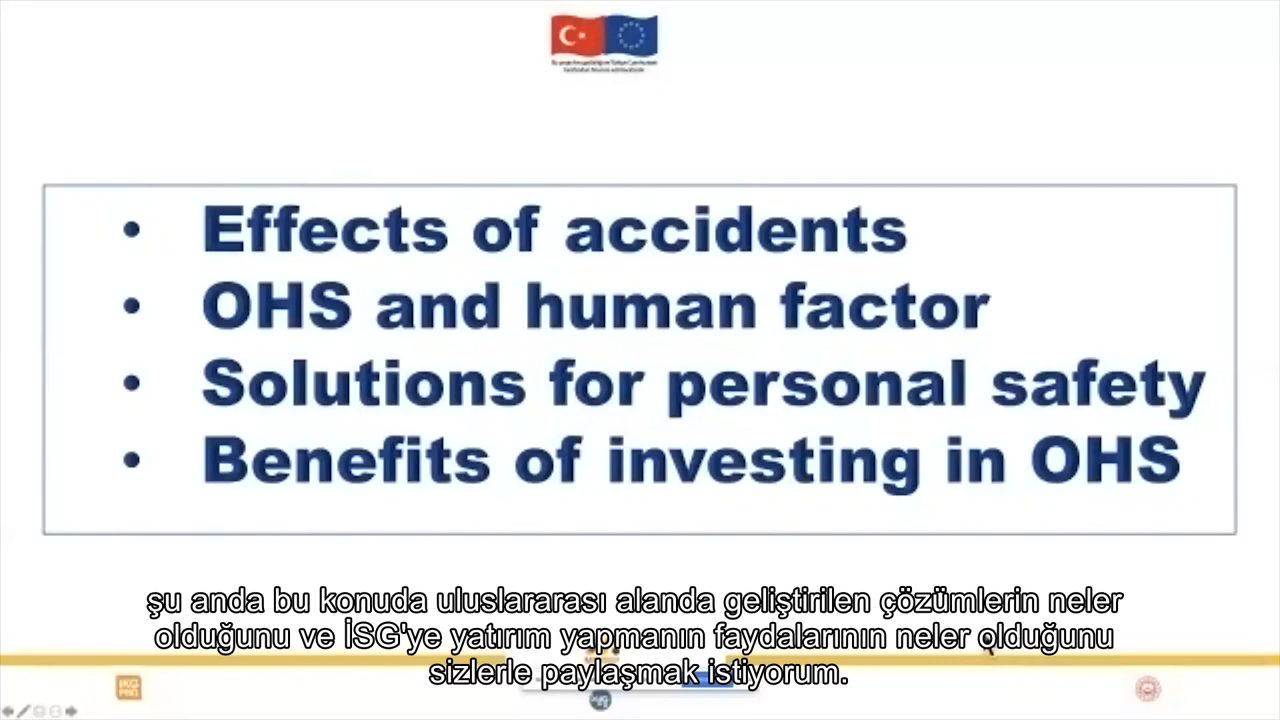 • Effects of accidents
• OHS and human factor
• Solutions for personal safety
• Benefits of investing in OHS
şu anda bu konuda uluslararası alanda geliştirilen çözümlerin neler
olduğunu ve İSG'ye yatırım yapmanın faydalarının neler olduğunu
sizlerle paylaşmak istiyorum.